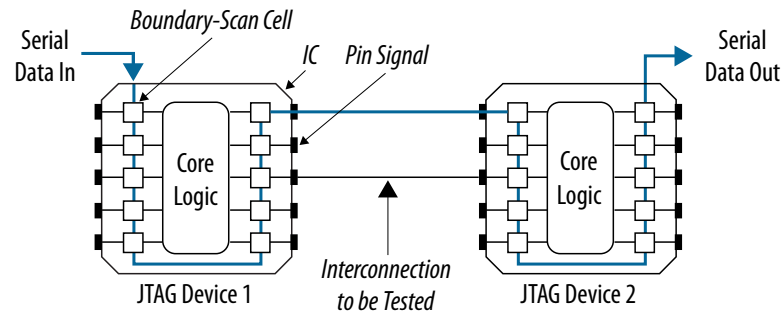 Boundary-Scan Cell
Serial
Data In
IC
Pin Signal
Serial
Data Out
Core
Logic
Core
Logic
Interconnection
to be Tested
JTAG Device 1
JTAG Device 2